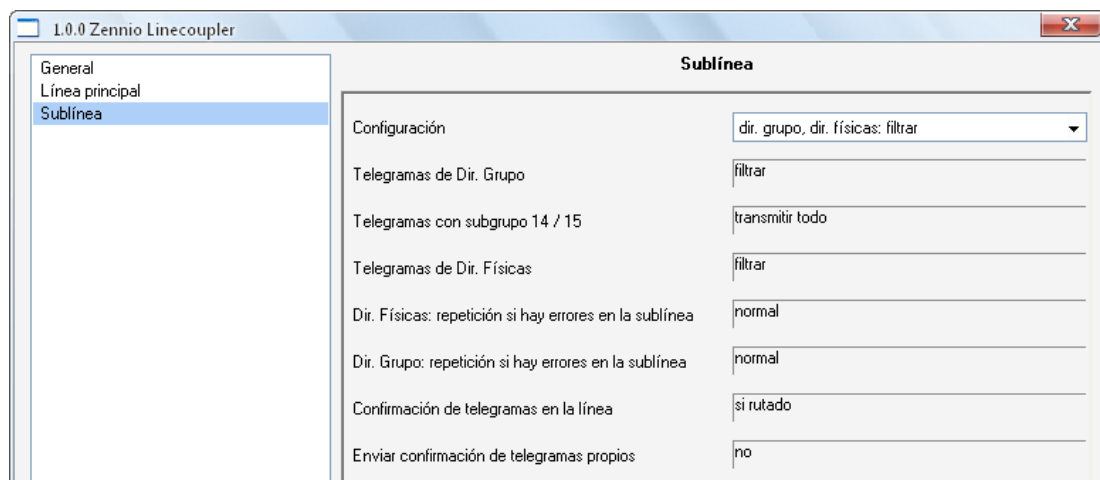 1.0.0 Zennio Linecoupler
General
Línea principal
Sublínea
Sublínea
Configuración
dir. grupo, dir. físicas: filtrar
Telegramas de Dir. Grupo
filtrar
Telegramas con subgrupo 14 / 15
transmitir todo
Telegramas de Dir. Físicas
filtrar
Dir. Físicas: repetición si hay errores en la sublínea
normal
Dir. Grupo: repetición si hay errores en la sublínea
normal
Confirmación de telegramas en la línea
si rutado
Enviar confirmación de telegramas propios
no